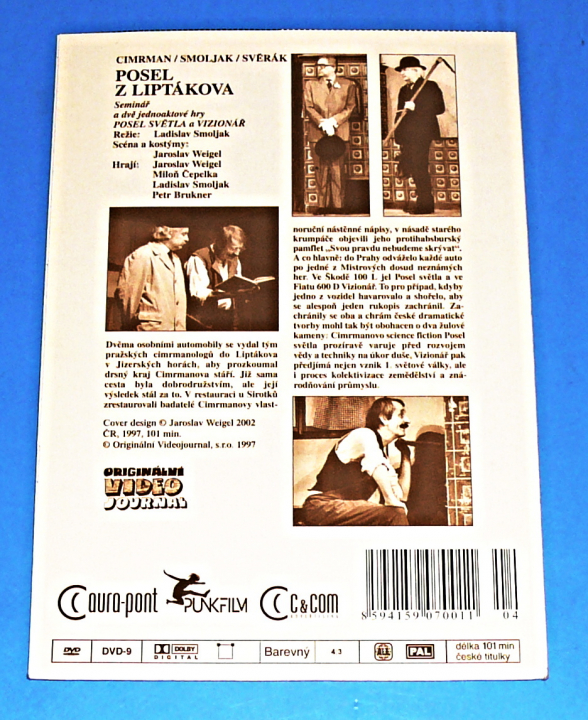 CIMRMAN / SMOLJAK / SVĚRÁK
POSEL
Z LIPTÁKOVA
Seminář
a dvě jednoaktové hry
POSEL SVĚTLA a VIZIONÁŘ
Režie: Ladislav Smoljak
Scéna a kostýmy:
Jaroslav Weigel
Hrají: Jaroslav Weigel
Miloň Čepelka
Ladislav Smoljak
Petr Brukner
Dvěma osobními automobily se vydal tým
pražských cimrmanologů do Liptákova
v Jizerských horách, aby prozkoumal
drsný kraj Cimrmanova stáří. Již sama
cesta byla dobrodružstvím, ale její
výsledek stál za to. V restauraci u Sirotků
zrestaurovali badatelé Cimrmanovy vlast-
noruční nástěnné nápisy, v násadě starého
krumpáče objevili jeho protihabsburský
pamflet „Svou pravdu nebudeme skrývat“.
A co hlavně: do Prahy odváželo každé auto
po jedné z Mistrových dosud neznámých
her. Ve Škodě 100 L jel Posel světla a ve
Fiatu 600 D Vizionář. To pro případ, kdyby
jedno z vozidel havarovalo a shořelo, aby
se alespoň jeden rukopis zachránil. Za-
chránily se oba a chrám české dramatické
tvorby mohl tak být obohacen o dva žulové
kameny. Cimrmanovo science fiction Posel
světla prozíravě varuje před rozvojem
vědy a techniky na úkor duše, Vizionář pak
předjímá nejen vznik 1. světové války, ale
i proces kolektivizace zemědělství a zná-
rodňování průmyslu.
Cover design © Jaroslav Weigel 2002
ČR, 1997, 101 min.
© Originální Videojournal, s.r.o. 1997
ORIGINÁLNÍ
VIDEO
JOURNAL
aura-pont
PUNKFILM
C&com
8 594159 070011 04
DVD
DVD-9
DOLBY
DIGITAL
Barevný
4:3
PAL
délka 101 min
české titulky